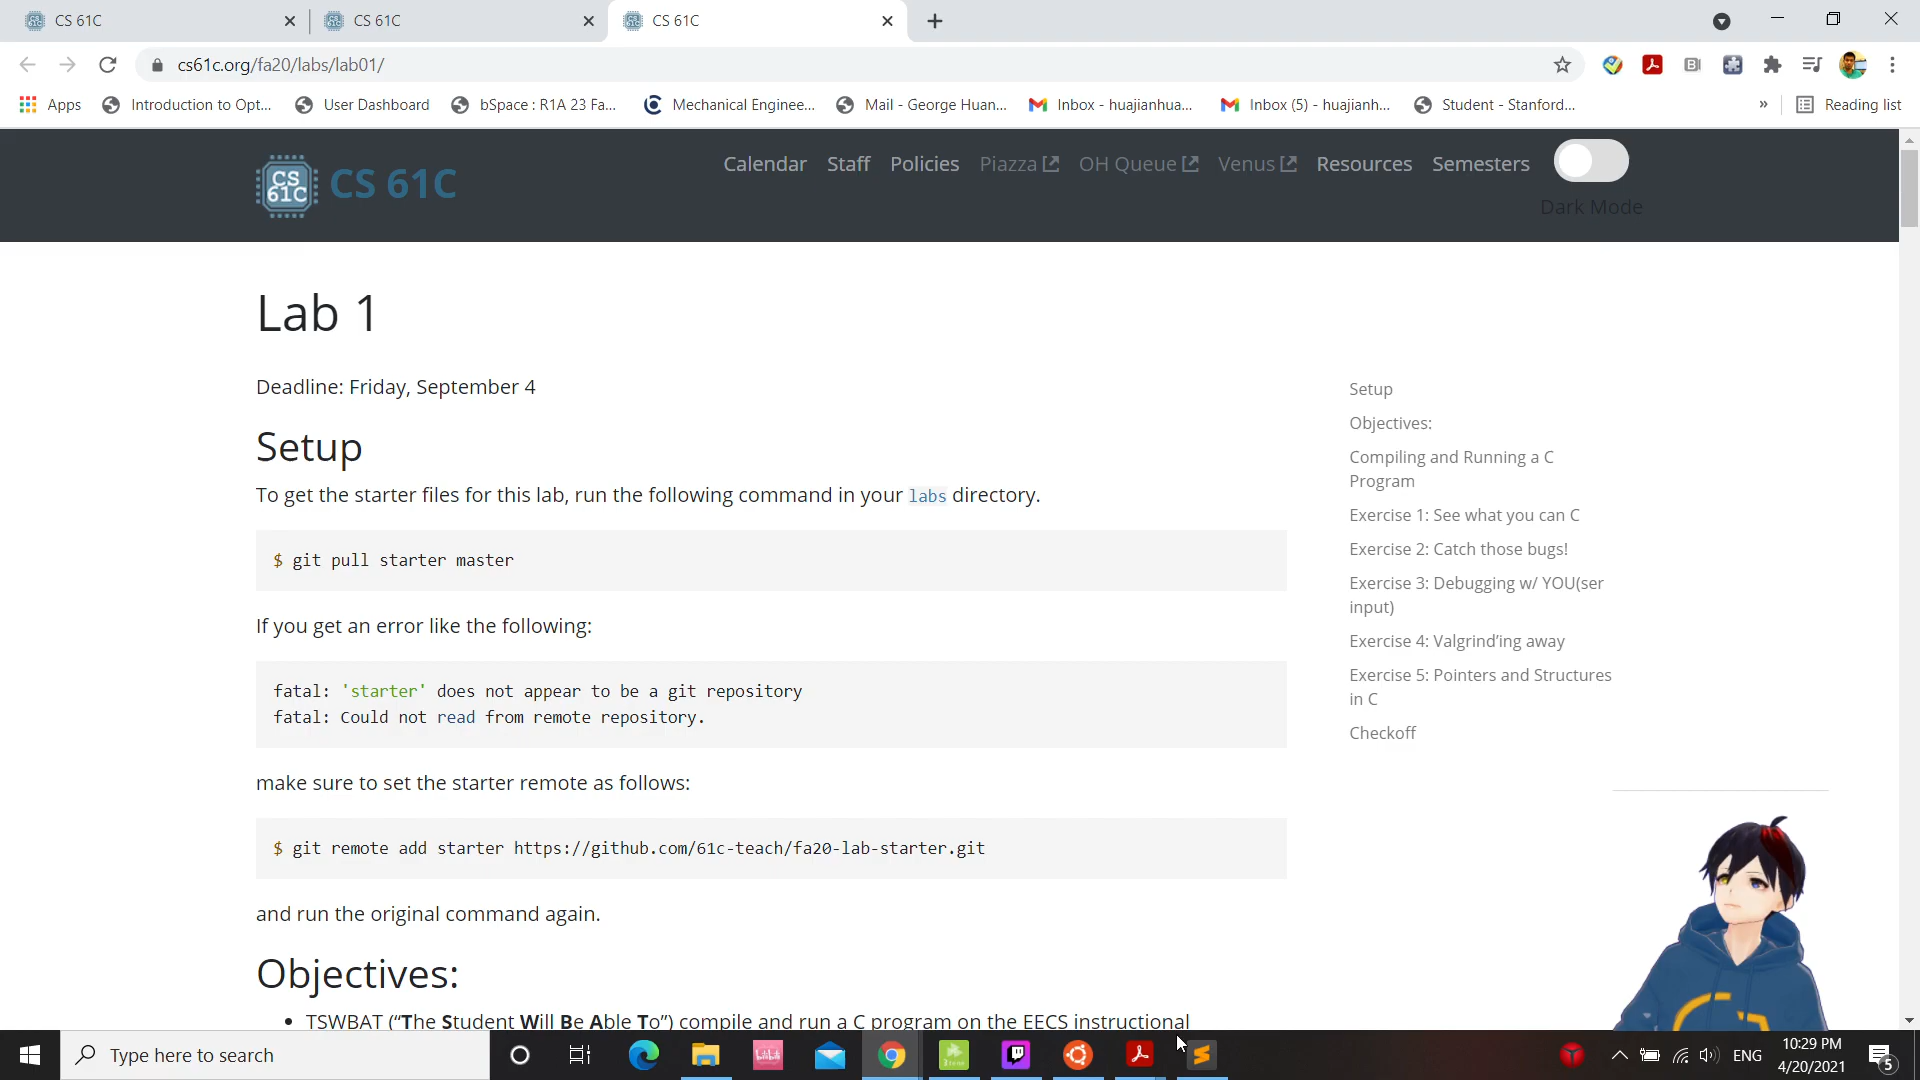 CS 61C
CS 61C
CS 61C
cs61c.org/fa20/labs/lab01/
Apps
Introduction to Opt...
User Dashboard
bSpace : R1A 23 Fa...
Mechanical Enginee...
Mail - George Huan...
Inbox - huajianhua...
Inbox (5) - huajianh...
Student - Stanford...
»
Reading list
CS 61C
CS 61C
Calendar
Staff
Policies
Piazza
OH Queue
Venus
Resources
Semesters
Dark Mode
Lab 1
Deadline: Friday, September 4
Setup
To get the starter files for this lab, run the following command in your labs directory.
$ git pull starter master
If you get an error like the following:
fatal: 'starter' does not appear to be a git repository
fatal: Could not read from remote repository.
make sure to set the starter remote as follows:
$ git remote add starter https://github.com/61c-teach/fa20-lab-starter.git
and run the original command again.
Objectives:
• TSWBAT (“The Student Will Be Able To”) compile and run a C program on the EECS instructional
Setup
Objectives:
Compiling and Running a C
Program
Exercise 1: See what you can C
Exercise 2: Catch those bugs!
Exercise 3: Debugging w/ YOU(ser
input)
Exercise 4: Valgrind’ing away
Exercise 5: Pointers and Structures
in C
Checkoff
Type here to search
ENG
10:29 PM
4/20/2021
5